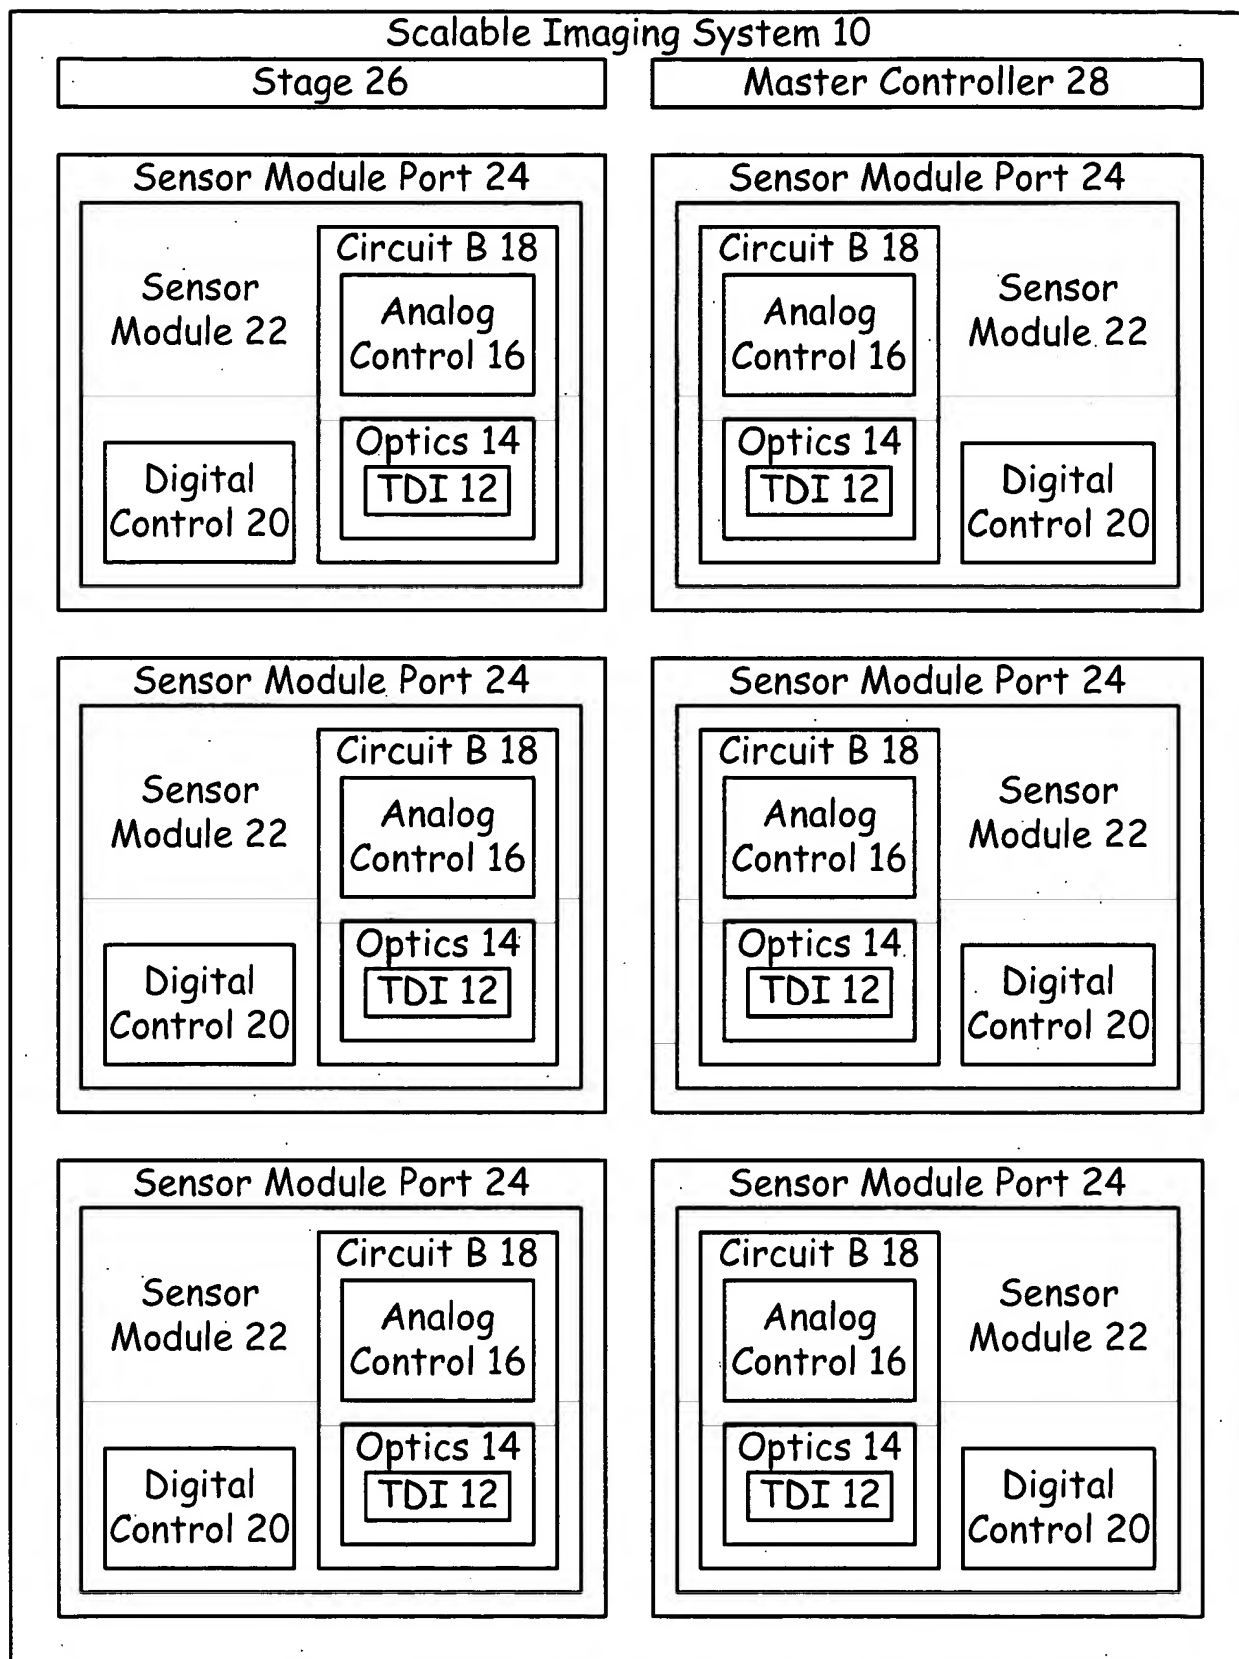 Scalable Imaging System 10
Stage 26
Master Controller 28
Sensor Module Port 24
Sensor
Module 22
Circuit B 18
Analog
Control 16
Optics 14
TDI 12
Digital
Control 20
Sensor Module Port 24
Circuit B 18
Analog
Control 16
Optics 14
TDI 12
Sensor
Module 22
Digital
Control 20
Sensor Module Port 24
Sensor
Module 22
Circuit B 18
Analog
Control 16
Optics 14
TDI 12
Digital
Control 20
Sensor Module Port 24
Circuit B 18
Analog
Control 16
Optics 14
TDI 12
Sensor
Module 22
Digital
Control 20
Sensor Module Port 24
Sensor
Module 22
Circuit B 18
Analog
Control 16
Optics 14
TDI 12
Digital
Control 20
Sensor Module Port 24
Circuit B 18
Analog
Control 16
Optics 14
TDI 12
Sensor
Module 22
Digital
Control 20